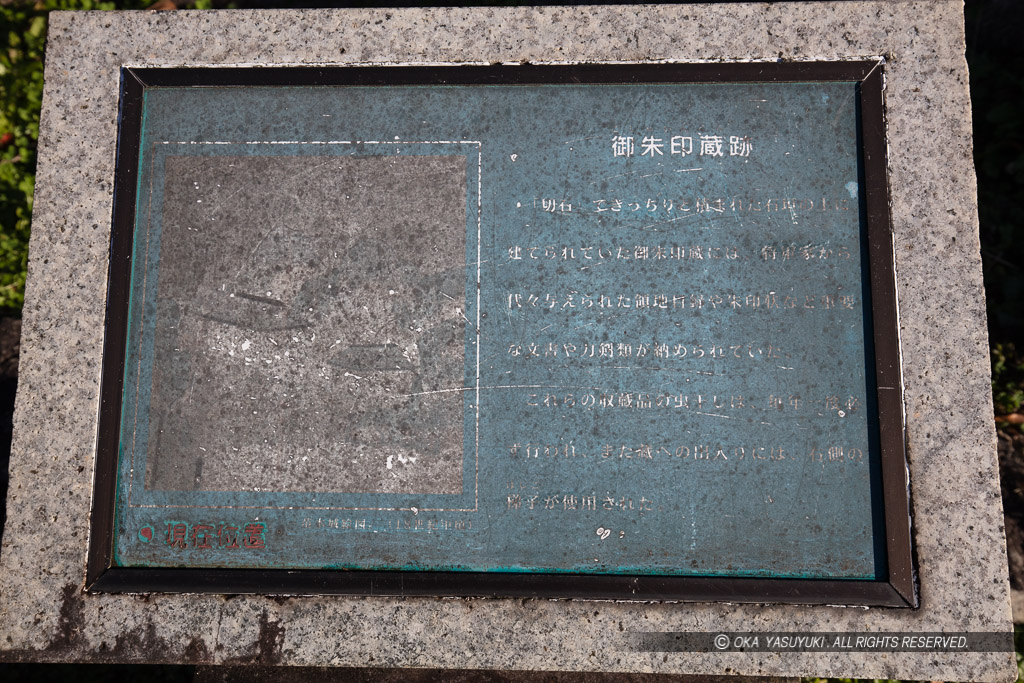 御朱印蔵跡
「切石」できっちりと積まれた石垣の上に
建てられていた御朱印蔵には、将軍家から
代々与えられた領地目録や朱印状など重要
な文書や刀剣類が納められていた。
これらの収蔵品の虫干しは、年一度必
ず行われ、また蔵への出入りには、石側の
梯子が使用された
現在位置
© OKA YASUYUKI. ALL RIGHTS RESERVED.